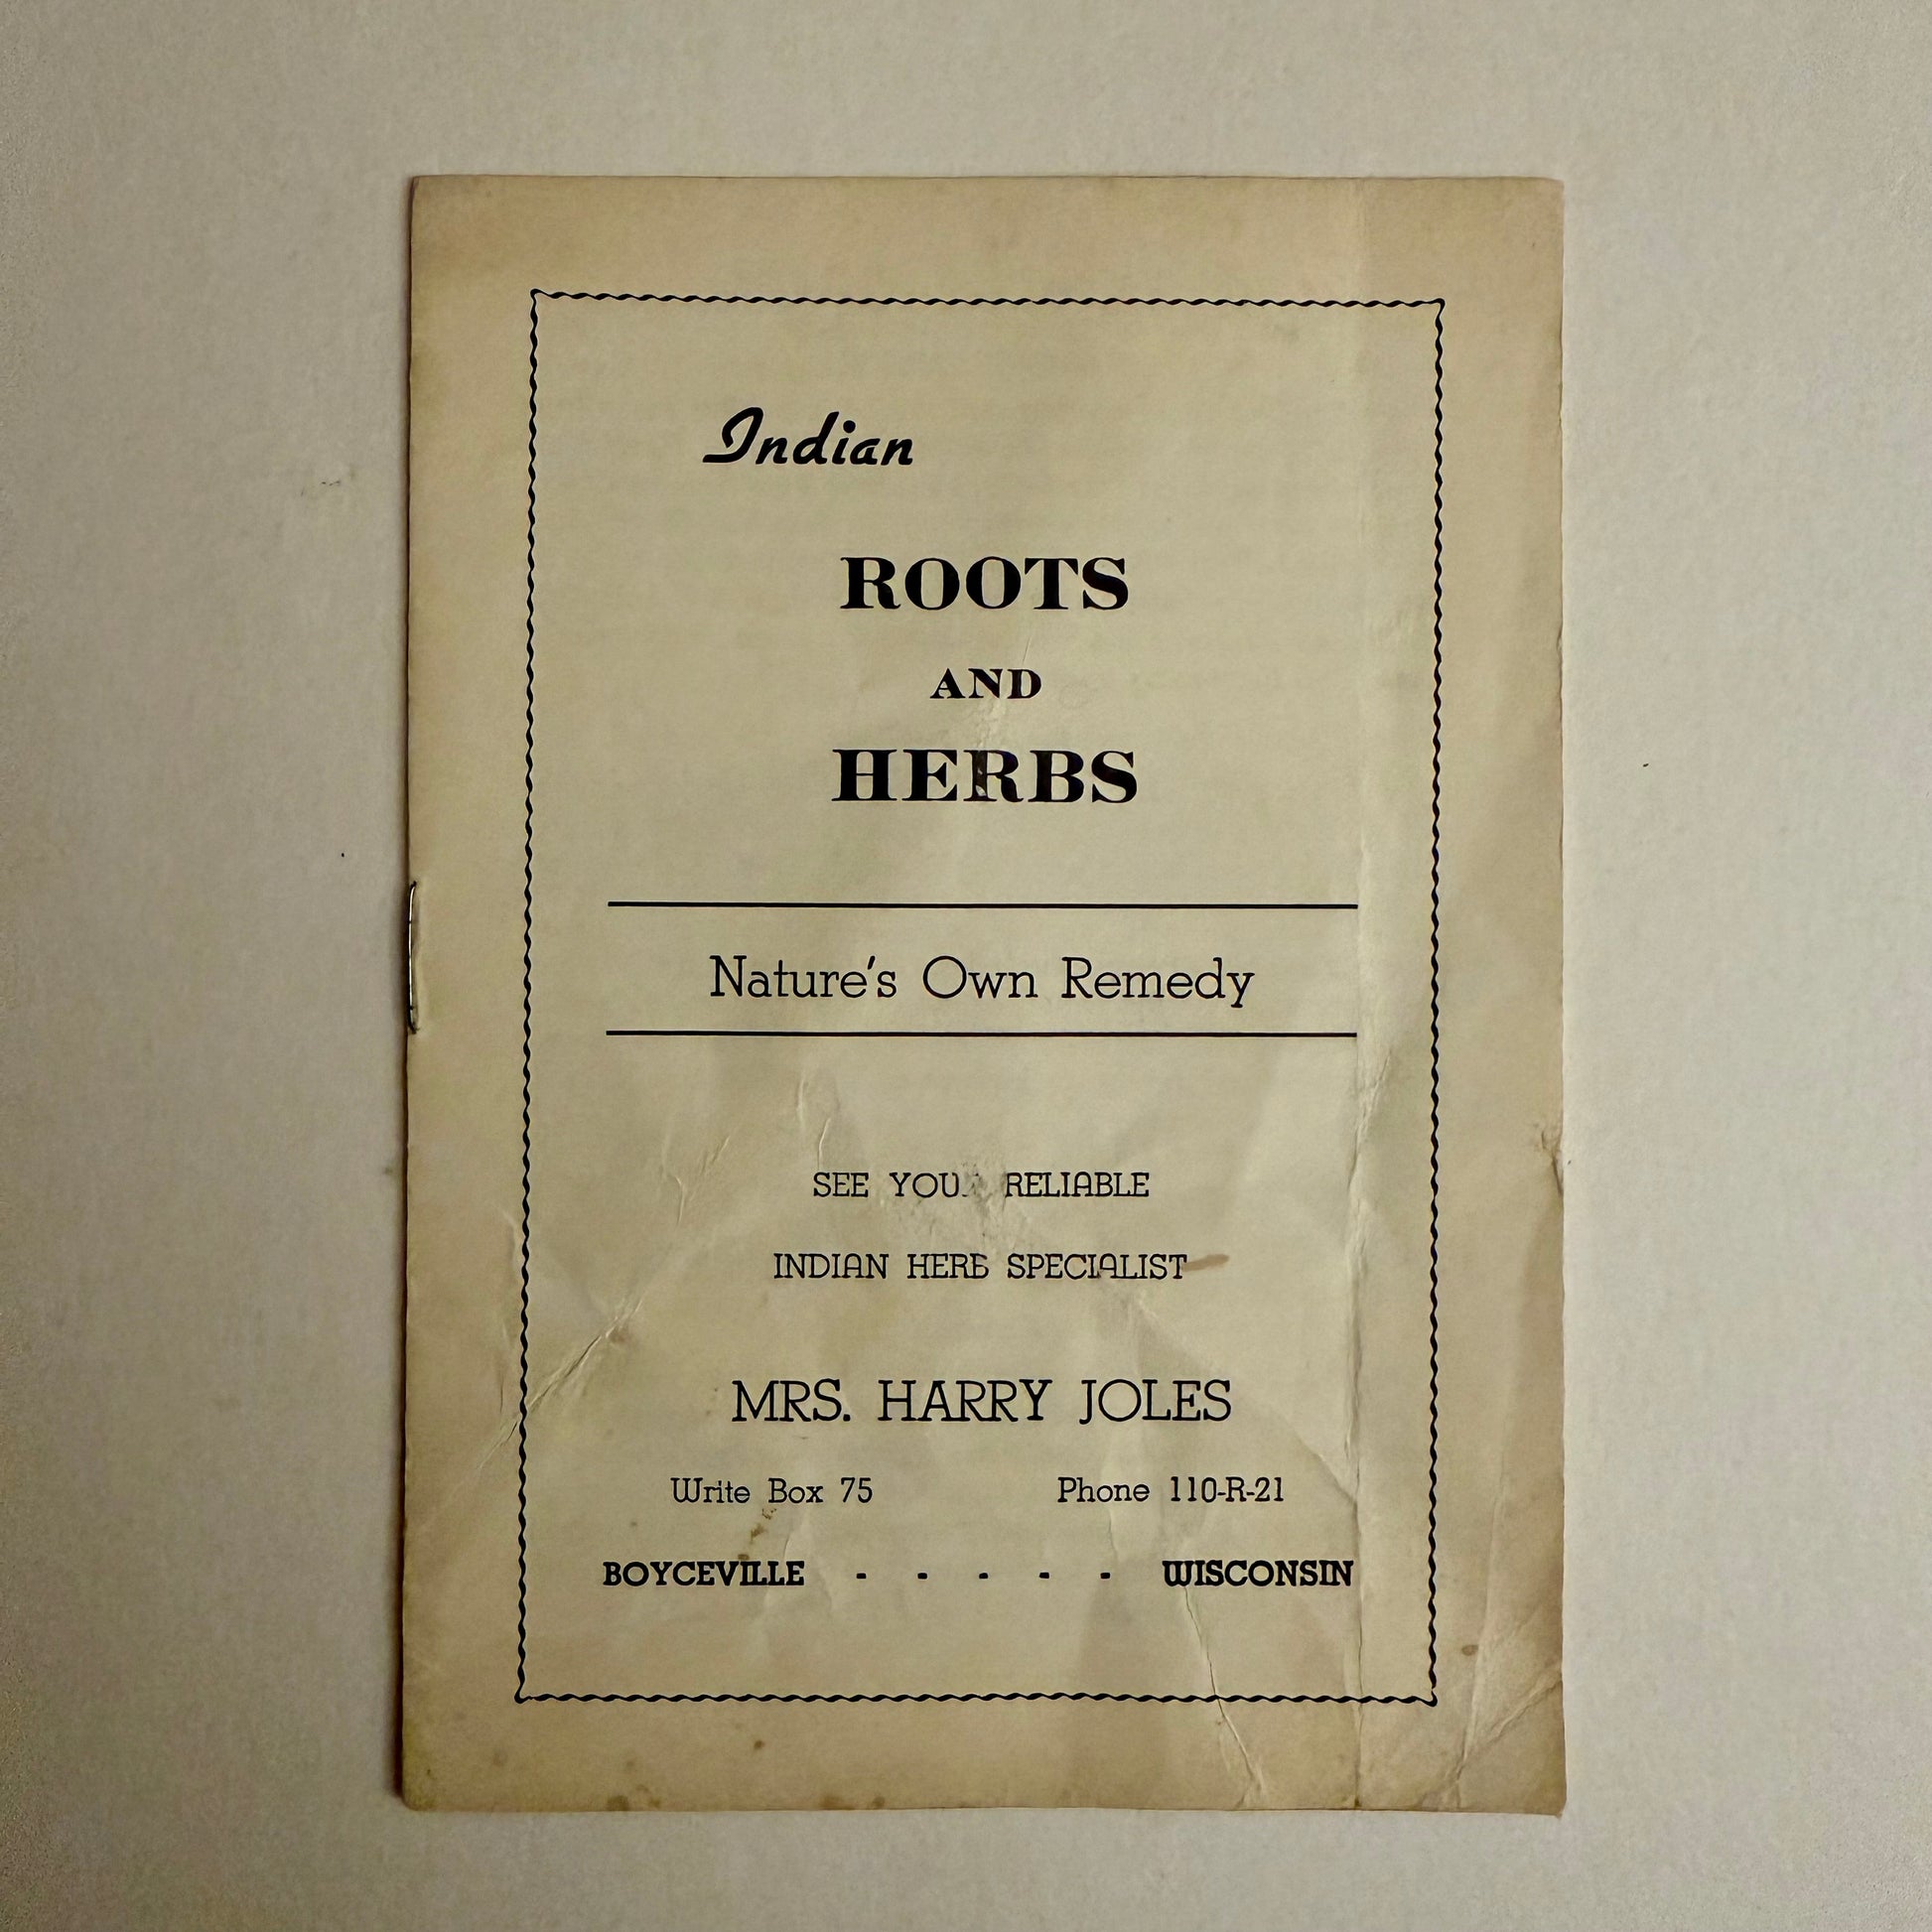 Indian
ROOTS
AND
HERBS
Nature's Own Remedy
SEE YOU RELIABLE
INDIAN HERB SPECIALIST
MRS. HARRY JOLES
Write Box 75 Phone 110-R-21
BOYCEVILLE - - - - - WISCONSIN